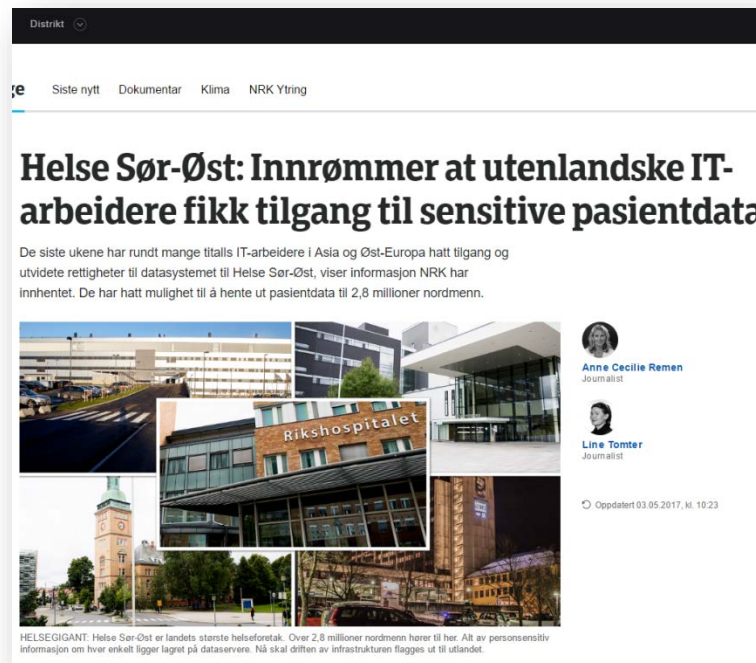 Distrikt
Siste nytt Dokumentar Klima NRK Ytring
Helse Sør-Øst: Innrømmer at utenlandske IT-
arbeidere fikk tilgang til sensitive pasientdata
De siste ukene har rundt mange titalls IT-arbeidere i Asia og Øst-Europa hatt tilgang og
utvidete rettigheter til datasystemet til Helse Sør-Øst, viser informasjon NRK har
innhentet. De har hatt mulighet til å hente ut pasientdata til 2,8 millioner nordmenn.
Rikshospitalet
Anne Cecilie Remen
Journalist
Line Tomter
Journalist
Oppdatert 03.05.2017, kl. 10:23
HELSEGIGANT: Helse Sør-Øst er landets største helseforetak. Over 2,8 millioner nordmenn hører til her. Alt av personsensitiv
informasjon om hver enkelt ligger lagret på dataservere. Nå skal driften av infrastrukturen flagges ut til utlandet.